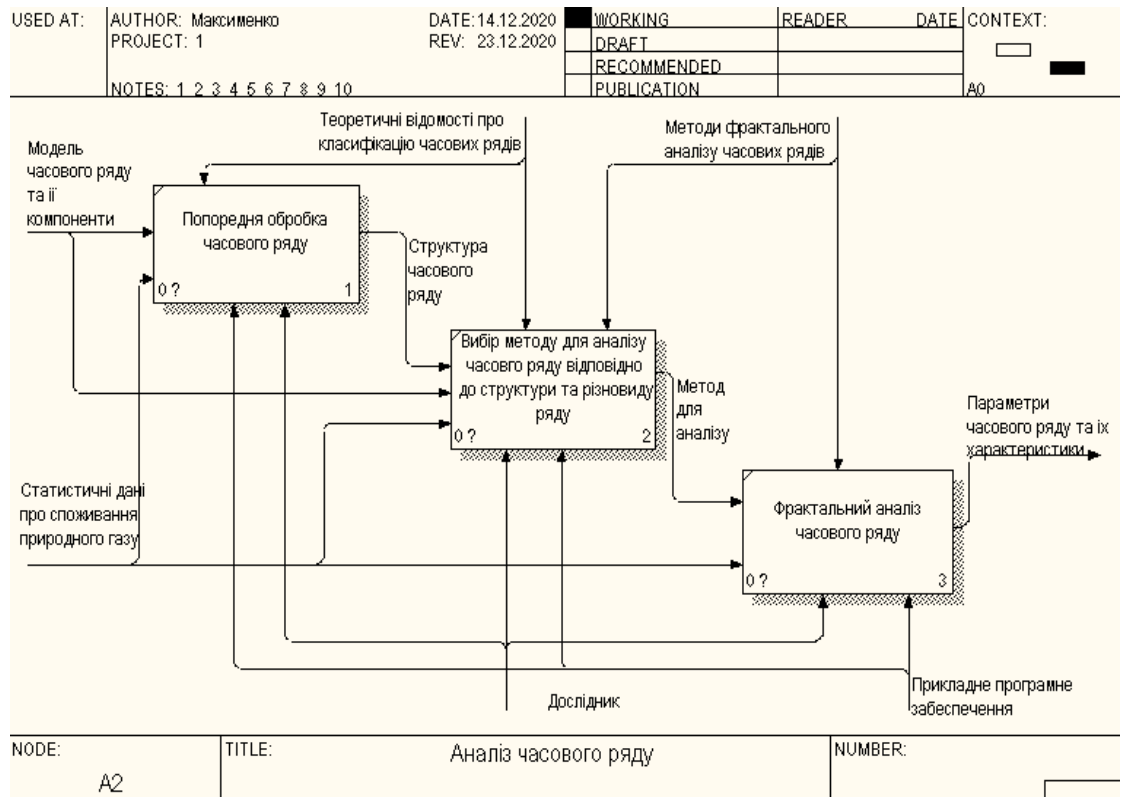 USED AT:
AUTHOR: Максименко
DATE: 14.12.2020
PROJECT: 1
REV: 23.12.2020
NOTES: 1 2 3 4 5 6 7 8 9 10
WORKING
DRAFT
RECOMMENDED
PUBLICATION
READER DATE
CONTEXT:
A0
Теоретичні відомості про
класифікацію часових рядів
Методи фрактального
аналізу часових рядів
Модель
часового ряду
та її
компоненти
Попоредня обробка
часового ряду
0 ? 1
Структура
часового
ряду
Вибір методу для аналізу
часовго ряду відповідно
до структури та різновиду
ряду
0 ? 2
Метод
для
аналізу
Параметри
часового ряду та їх
характеристики
Статистичні дані
про споживання
природного газу
Фрактальний аналіз
часового ряду
0 ? 3
Дослідник
Прикладне програмне
забеспечення
NODE:
A2
TITLE:
Аналіз часового ряду
NUMBER: